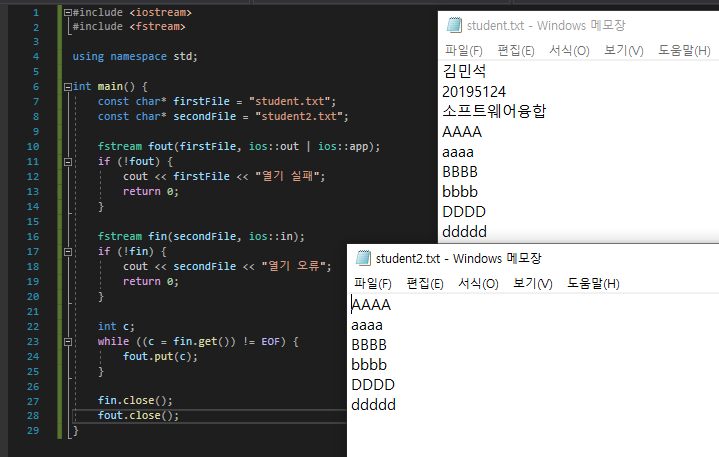 1 #include <iostream>
2 #include <fstream>
3
4 using namespace std;
5
6 int main() {
7 const char* firstFile = "student.txt";
8 const char* secondFile = "student2.txt";
9
10 fstream fout(firstFile, ios::out | ios::app);
11 if (!fout) {
12 cout << firstFile << "열기 실패";
13 return 0;
14 }
15
16 fstream fin(secondFile, ios::in);
17 if (!fin) {
18 cout << secondFile << "열기 오류";
19 return 0;
20 }
21
22 int c;
23 while ((c = fin.get()) != EOF) {
24 fout.put(c);
25 }
26
27 fin.close();
28 fout.close();
29 }
student.txt - Windows 메모장
파일(F) 편집(E) 서식(O) 보기(V) 도움말(H)
김민석
20195124
소프트웨어융합
AAAA
aaaa
BBBB
bbbb
DDDD
ddddd
student2.txt - Windows 메모장
파일(F) 편집(E) 서식(O) 보기(V) 도움말(H)
AAAA
aaaa
BBBB
bbbb
DDDD
ddddd